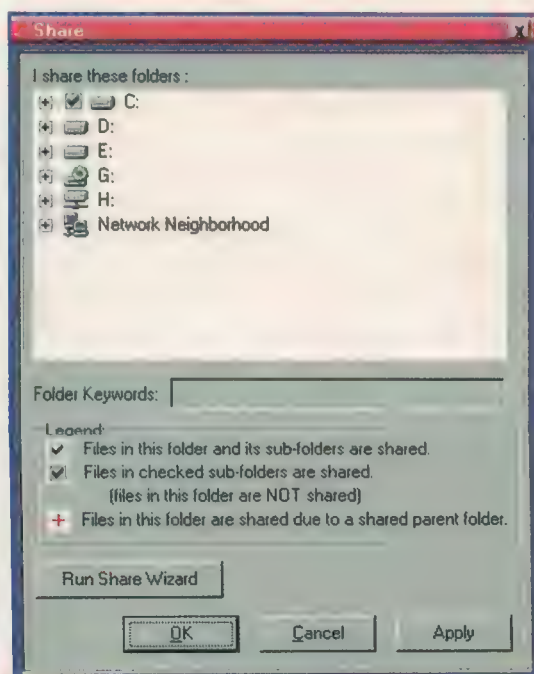 Share
I share these folders :
C:
D:
E:
G:
H:
Network Neighborhood
Folder Keywords:
Legend:
Files in this folder and its sub-folders are shared.
Files in checked sub-folders are shared.
(files in this folder are NOT shared)
Files in this folder are shared due to a shared parent folder.
Run Share Wizard
OK
Cancel
Apply